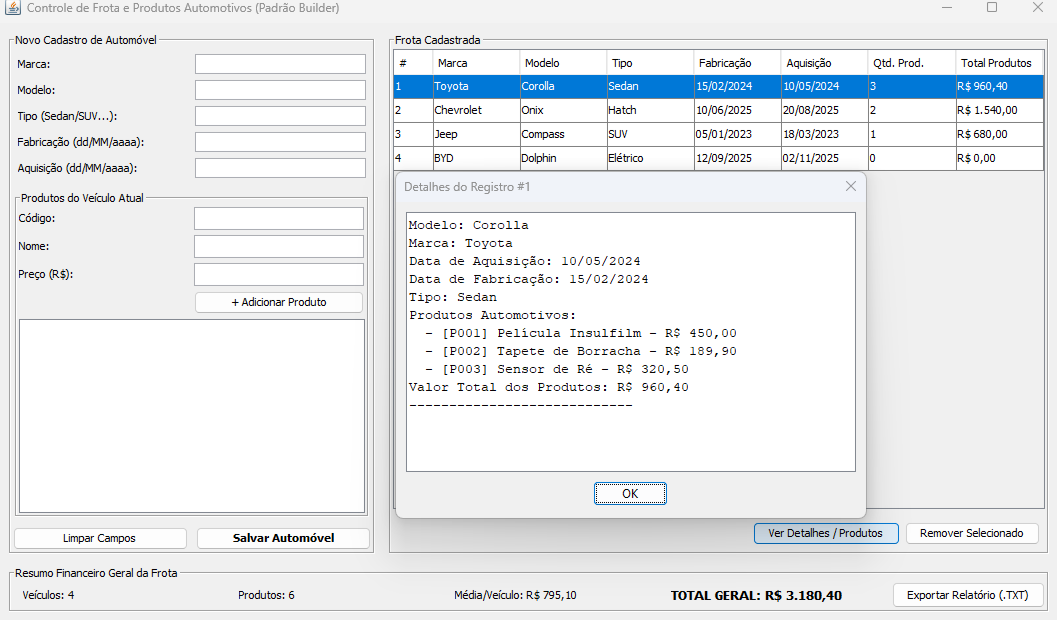 Controle de Frota e Produtos Automotivos (Padrão Builder)
Novo Cadastro de Automóvel
Marca:
Modelo:
Tipo (Sedan/SUV...):
Fabricação (dd/MM/aaaa):
Aquisição (dd/MM/aaaa):
Produtos do Veículo Atual
Código:
Nome:
Preço (R$):
+ Adicionar Produto
Limpar Campos Salvar Automóvel
Frota Cadastrada
# Marca Modelo Tipo Fabricação Aquisição Qtd. Prod. Total Produtos
1 Toyota Corolla Sedan 15/02/2024 10/05/2024 3 R$ 960,40
2 Chevrolet Onix Hatch 10/06/2025 20/08/2025 2 R$ 1.540,00
3 Jeep Compass SUV 05/01/2023 18/03/2023 1 R$ 680,00
4 BYD Dolphin Elétrico 12/09/2025 02/11/2025 0 R$ 0,00
Detalhes do Registro #1
Modelo: Corolla
Marca: Toyota
Data de Aquisição: 10/05/2024
Data de Fabricação: 15/02/2024
Tipo: Sedan
Produtos Automotivos:
- [P001] Película Insulfilm - R$ 450,00
- [P002] Tapete de Borracha - R$ 189,90
- [P003] Sensor de Ré - R$ 320,50
Valor Total dos Produtos: R$ 960,40
----------------------------
OK
Ver Detalhes / Produtos Remover Selecionado
Resumo Financeiro Geral da Frota
Veículos: 4 Produtos: 6 Média/Veículo: R$ 795,10 TOTAL GERAL: R$ 3.180,40 Exportar Relatório (.TXT)